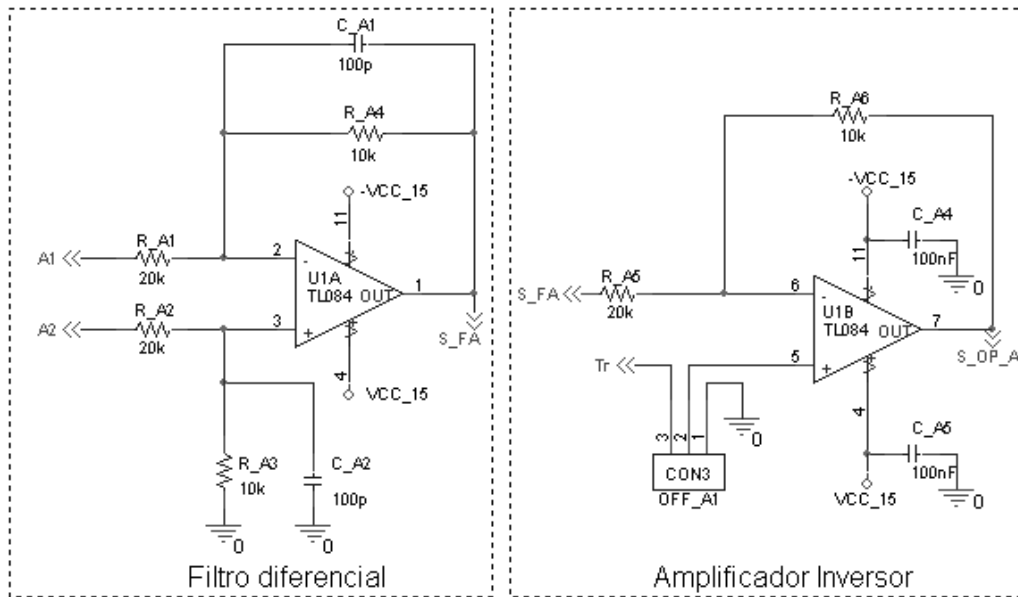 C_A1
100p
R_A4
10k
-VCC_15
11
A1
R_A1
20k
2
-
U1A
TL084
OUT
1
A2
R_A2
20k
3
+
S_FA
4
VCC_15
R_A3
10k
C_A2
100p
0
0
Filtro diferencial
R_A6
10k
-VCC_15
C_A4
100nF
0
11
S_FA
R_A5
20k
6
-
U1B
TL084
OUT
7
S_OP_A
Tr
5
+
4
0
3
2
1
CON3
OFF_A1
C_A5
100nF
0
VCC_15
Amplificador Inversor